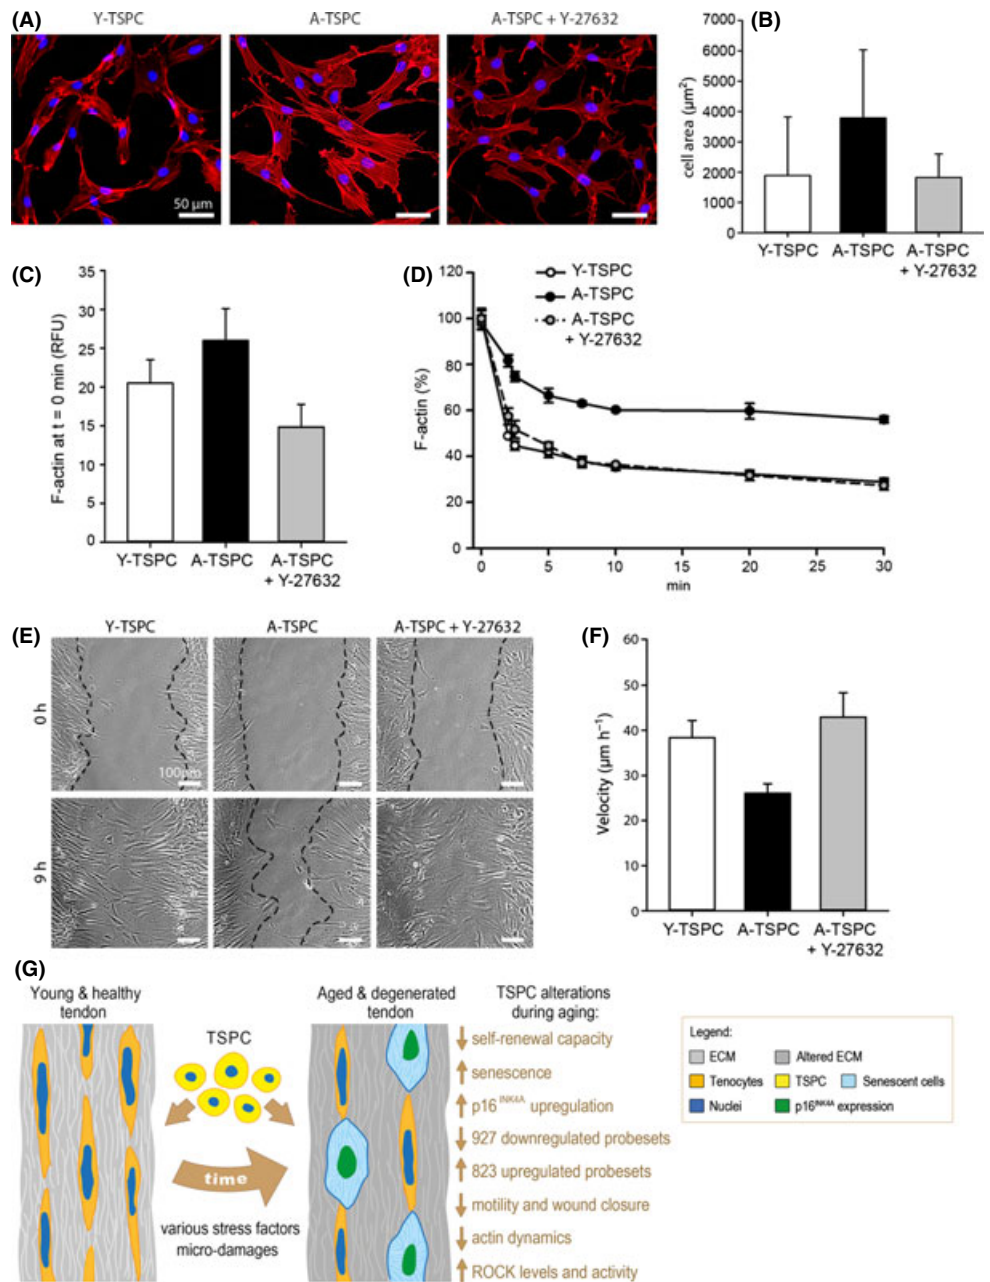 (A)
Y-TSPC
A-TSPC
A-TSPC + Y-27632
50 µm
(B)
7000
6000
5000
4000
3000
2000
1000
0
cell area (µm²)
Y-TSPC
A-TSPC
A-TSPC
+ Y-27632
(C)
35
30
25
20
15
10
5
0
F-actin at t = 0 min (RFU)
Y-TSPC
A-TSPC
A-TSPC
+ Y-27632
(D)
120
100
80
60
40
20
0
F-actin (%)
Y-TSPC
A-TSPC
A-TSPC
+ Y-27632
0
5
10
15
20
25
30
min
(E)
Y-TSPC
A-TSPC
A-TSPC + Y-27632
0 h
100µm
9 h
(F)
60
50
40
30
20
10
0
Velocity (µm h⁻¹)
Y-TSPC
A-TSPC
A-TSPC
+ Y-27632
(G)
Young & healthy
tendon
TSPC
time
various stress factors
micro-damages
Aged & degenerated
tendon
TSPC alterations
during aging:
self-renewal capacity
senescence
p16 INK4A upregulation
927 downregulated probesets
823 upregulated probesets
motility and wound closure
actin dynamics
ROCK levels and activity
Legend:
ECM
Altered ECM
Tenocytes
TSPC
Senescent cells
Nuclei
p16INK4A expression